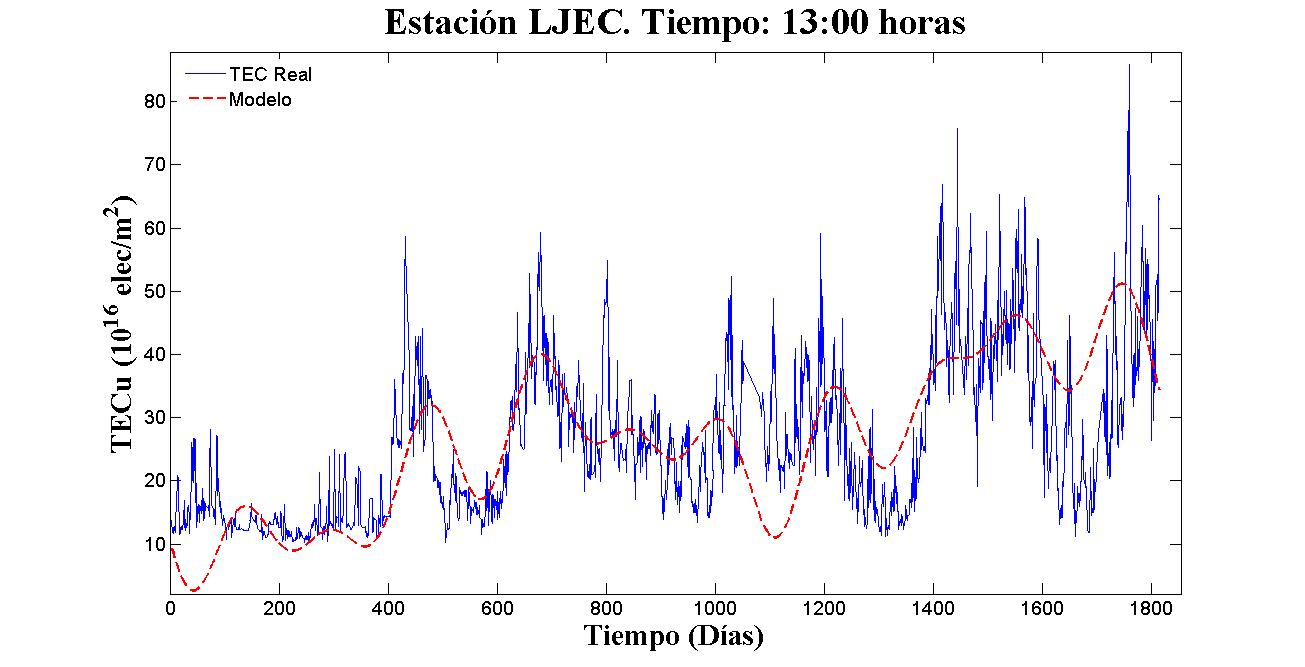 Estación LJEC. Tiempo: 13:00 horas
TEC Real
Modelo
80
70
60
50
40
30
20
10
TECu (10^16 elec/m^2)
0 200 400 600 800 1000 1200 1400 1600 1800
Tiempo (Días)